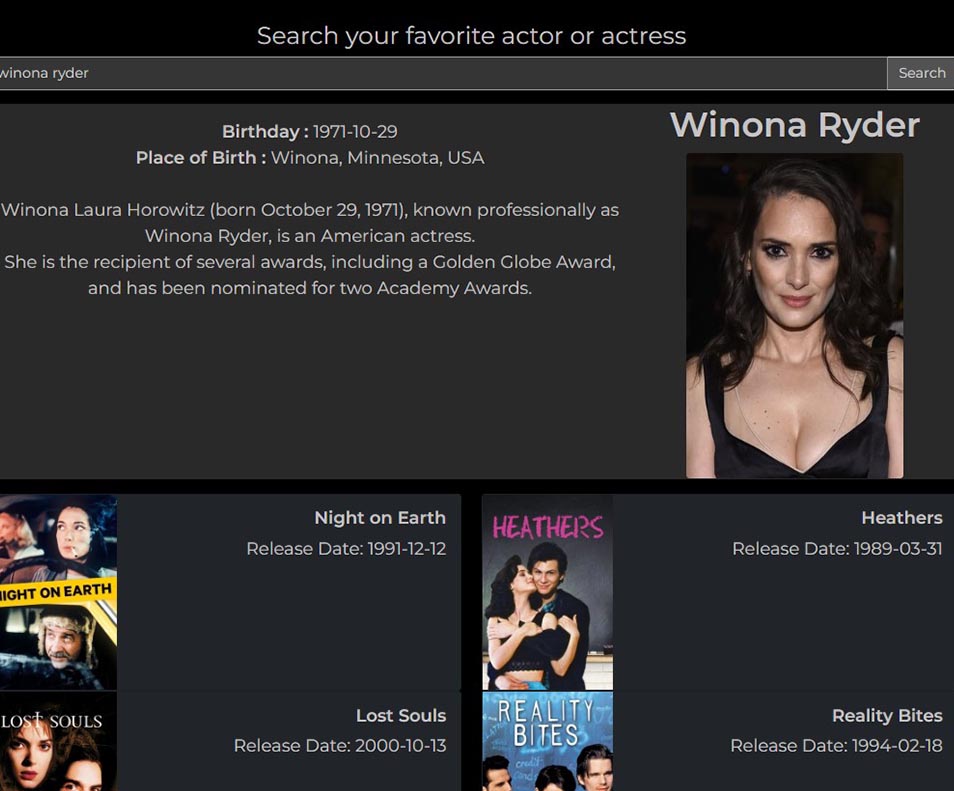 Search your favorite actor or actress
winona ryder
Search
Birthday : 1971-10-29
Place of Birth : Winona, Minnesota, USA
Winona Laura Horowitz (born October 29, 1971), known professionally as
Winona Ryder, is an American actress.
She is the recipient of several awards, including a Golden Globe Award,
and has been nominated for two Academy Awards.
Winona Ryder
NIGHT ON EARTH
Night on Earth
Release Date: 1991-12-12
HEATHERS
Heathers
Release Date: 1989-03-31
LOST SOULS
Lost Souls
Release Date: 2000-10-13
REALITY
BITES
Reality Bites
Release Date: 1994-02-18